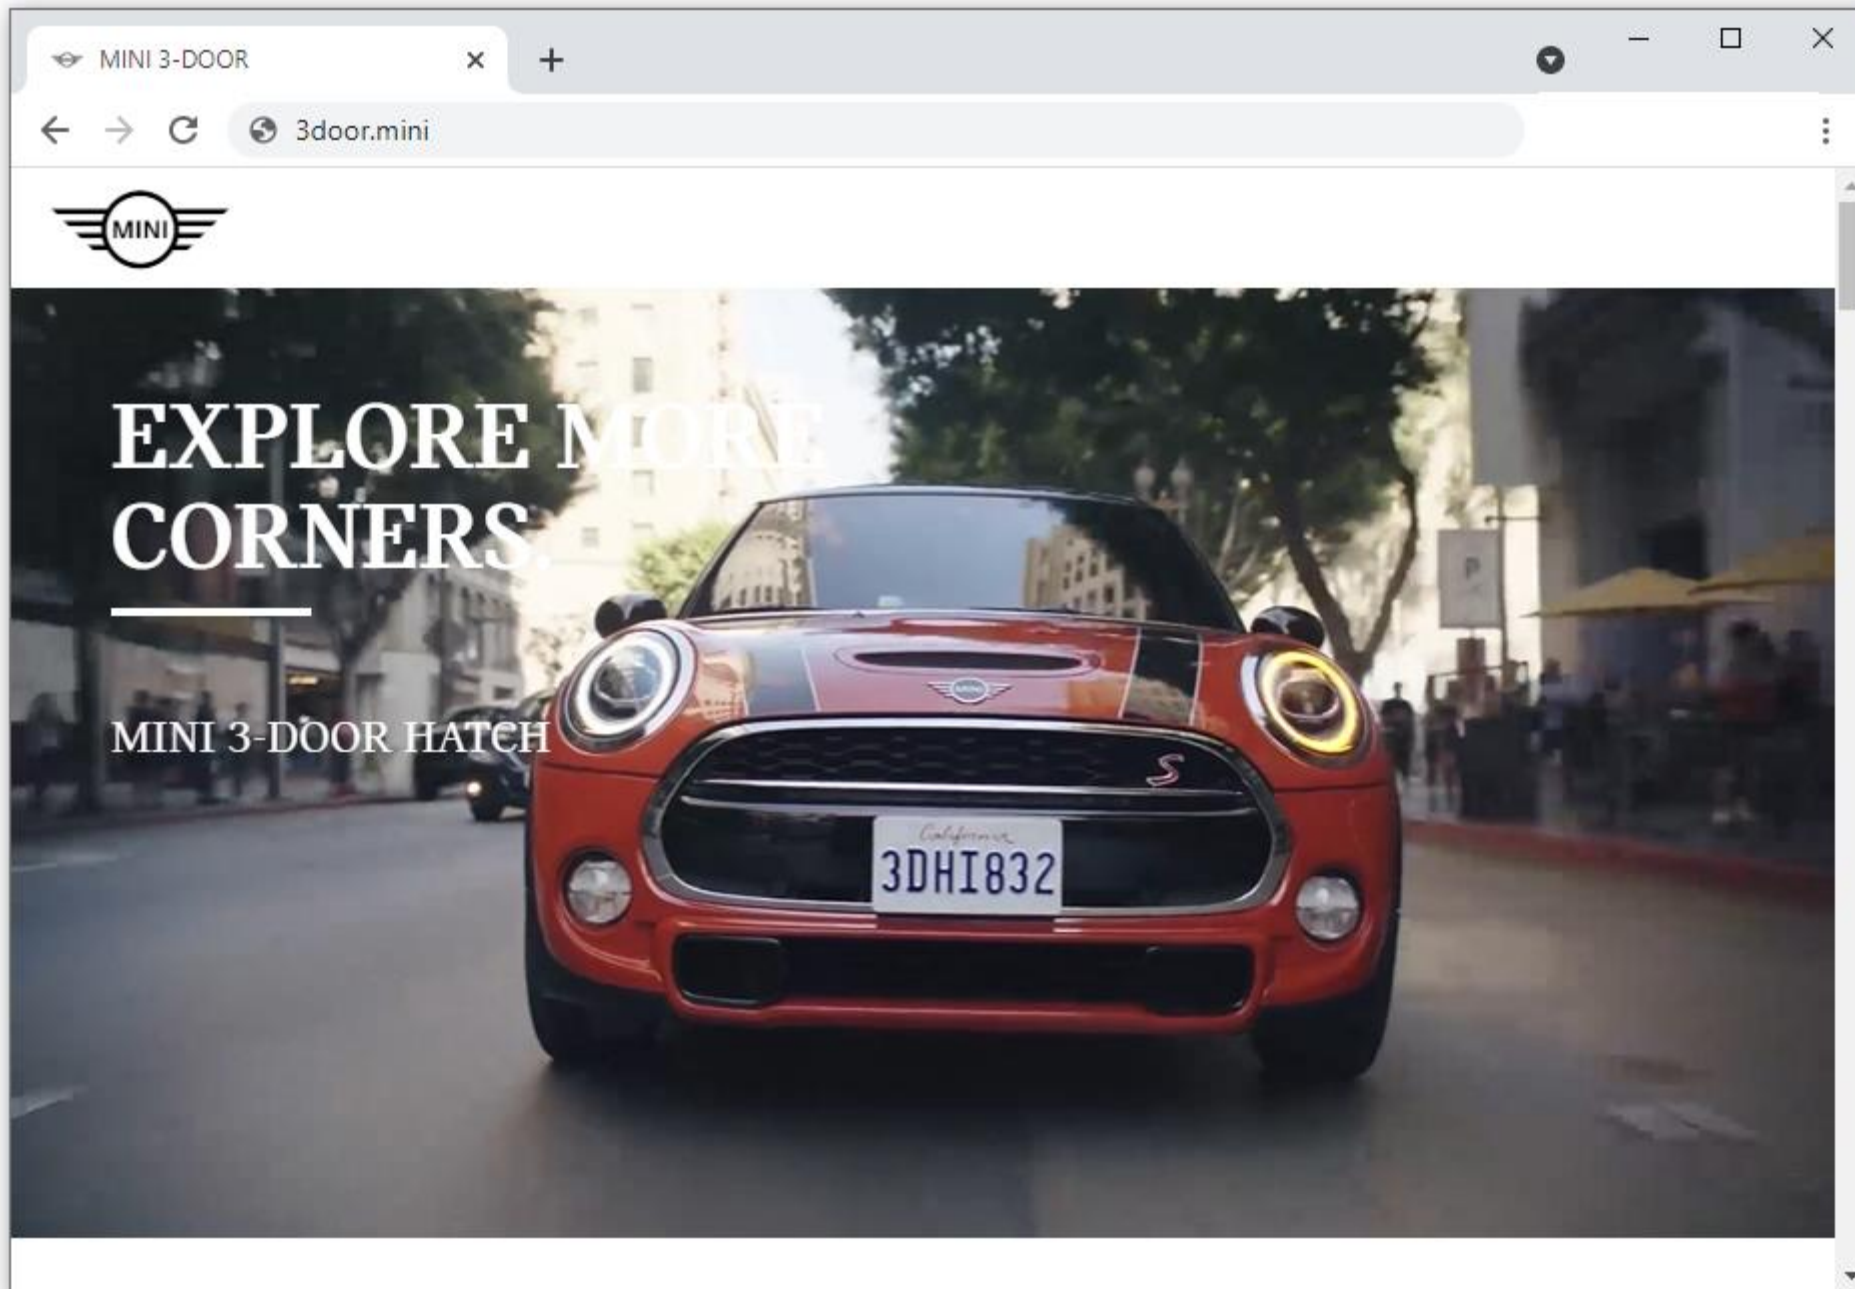 MINI 3-DOOR
3door.mini
MINI
EXPLORE MORE
CORNERS.
MINI 3-DOOR HATCH
MINI
S
California
3DHI832
P